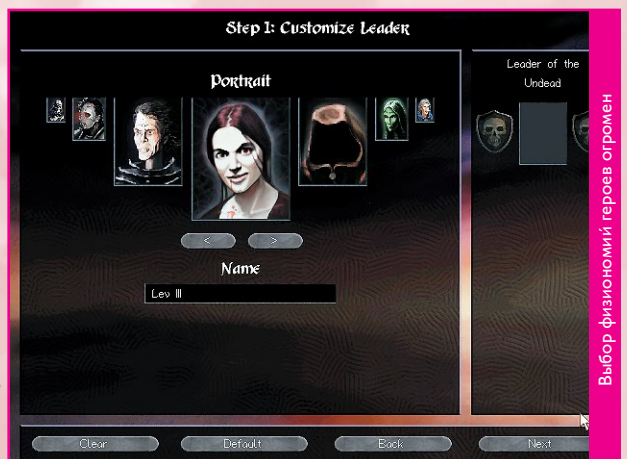 Step 1: Customize Leader
Portrait
<
>
Name
Lev III
Leader of the
Undead
Clear
Default
Back
Next
Выбор физиономий героев огромен